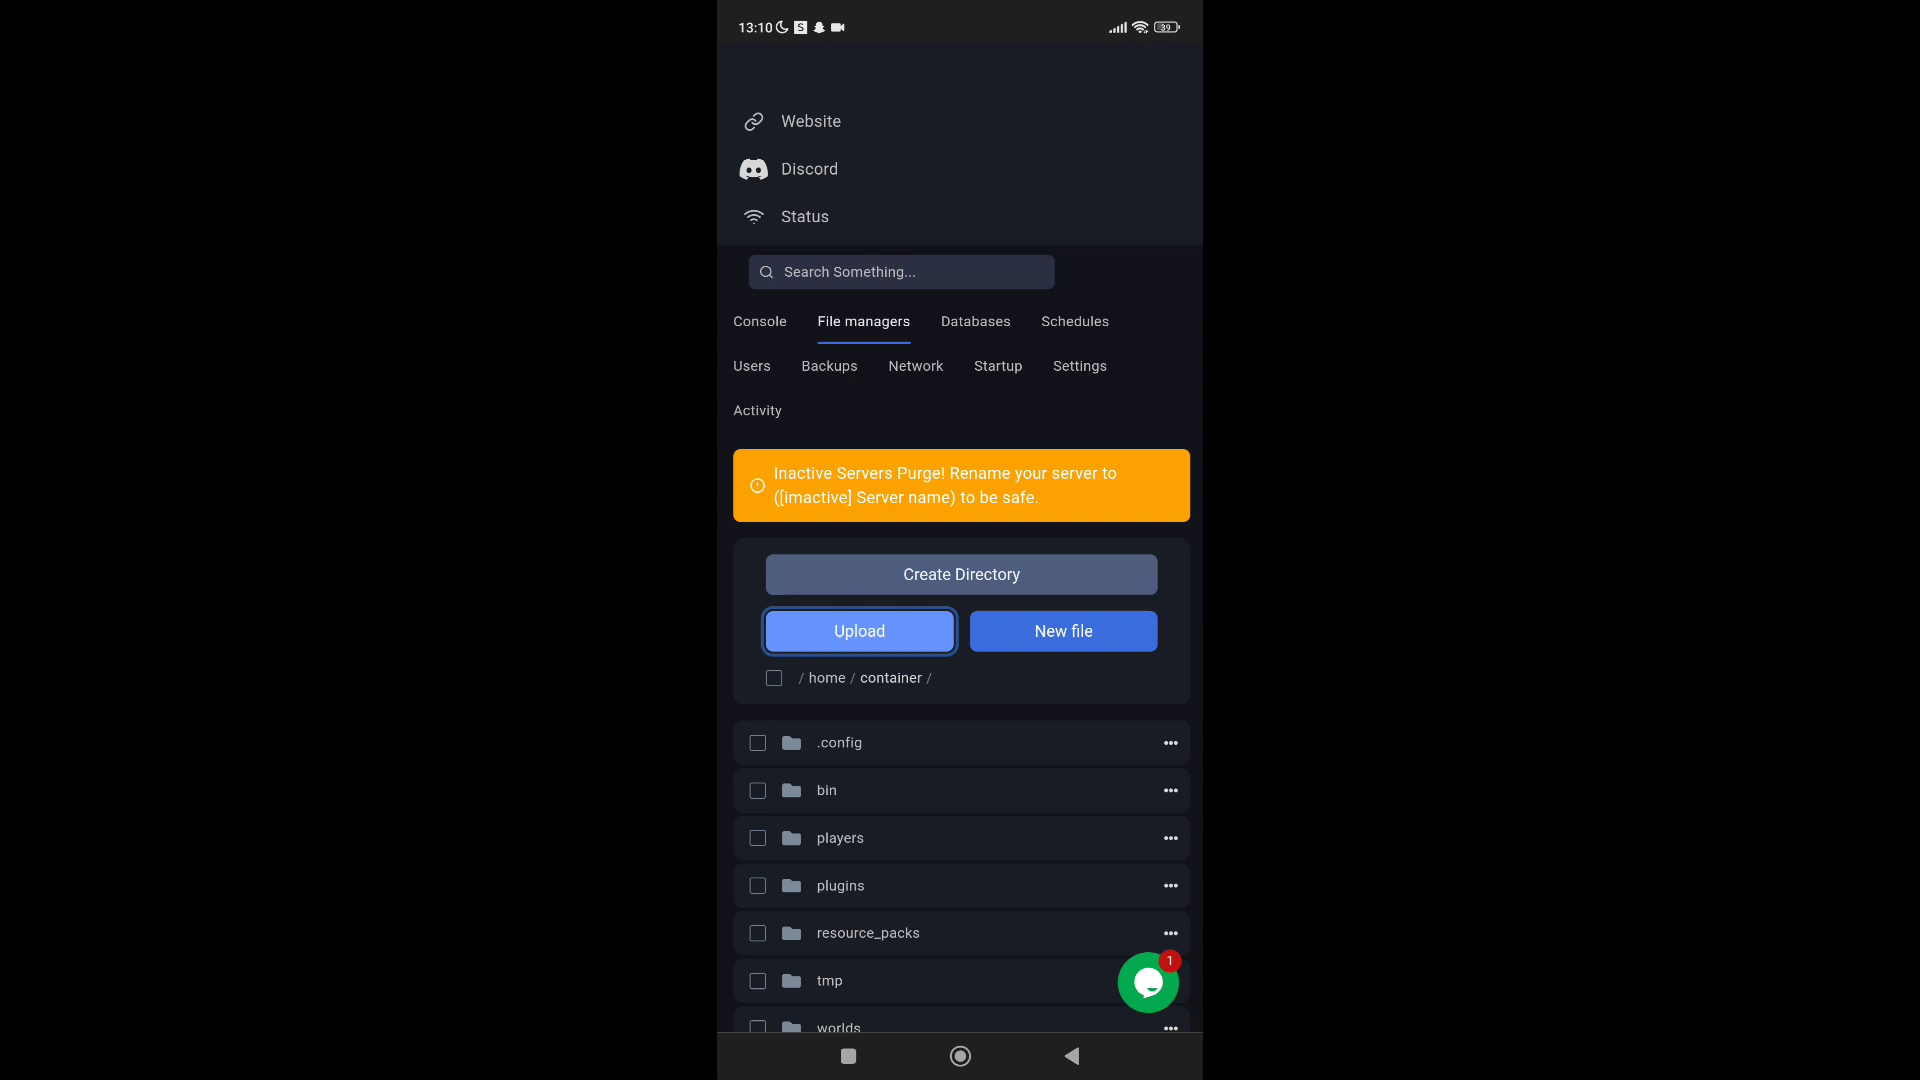 13:10 S 39
Website
Discord
Status
Search Something...
Console File managers Databases Schedules
Users Backups Network Startup Settings
Activity
Inactive Servers Purge! Rename your server to
([imactive] Server name) to be safe.
Create Directory
Upload New file
/ home / container /
.config
bin
players
plugins
resource_packs
1
tmp
worlds